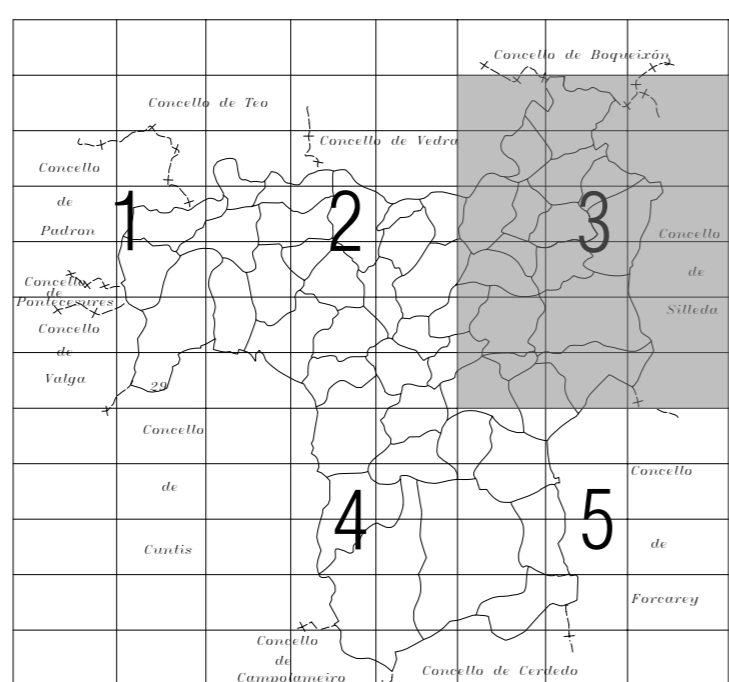 Concello de Boqueixón
Concello de Teo
Concello de Vedra
Concello
de
Padron
1
2
3
Concello
de
Silleda
Concello
de
Pontecesures
Concello
de
Valga
29
Concello
de
Cuntis
4
5
Concello
de
Forcarey
Concello
de
Campolameiro
Concello de Cerdedo